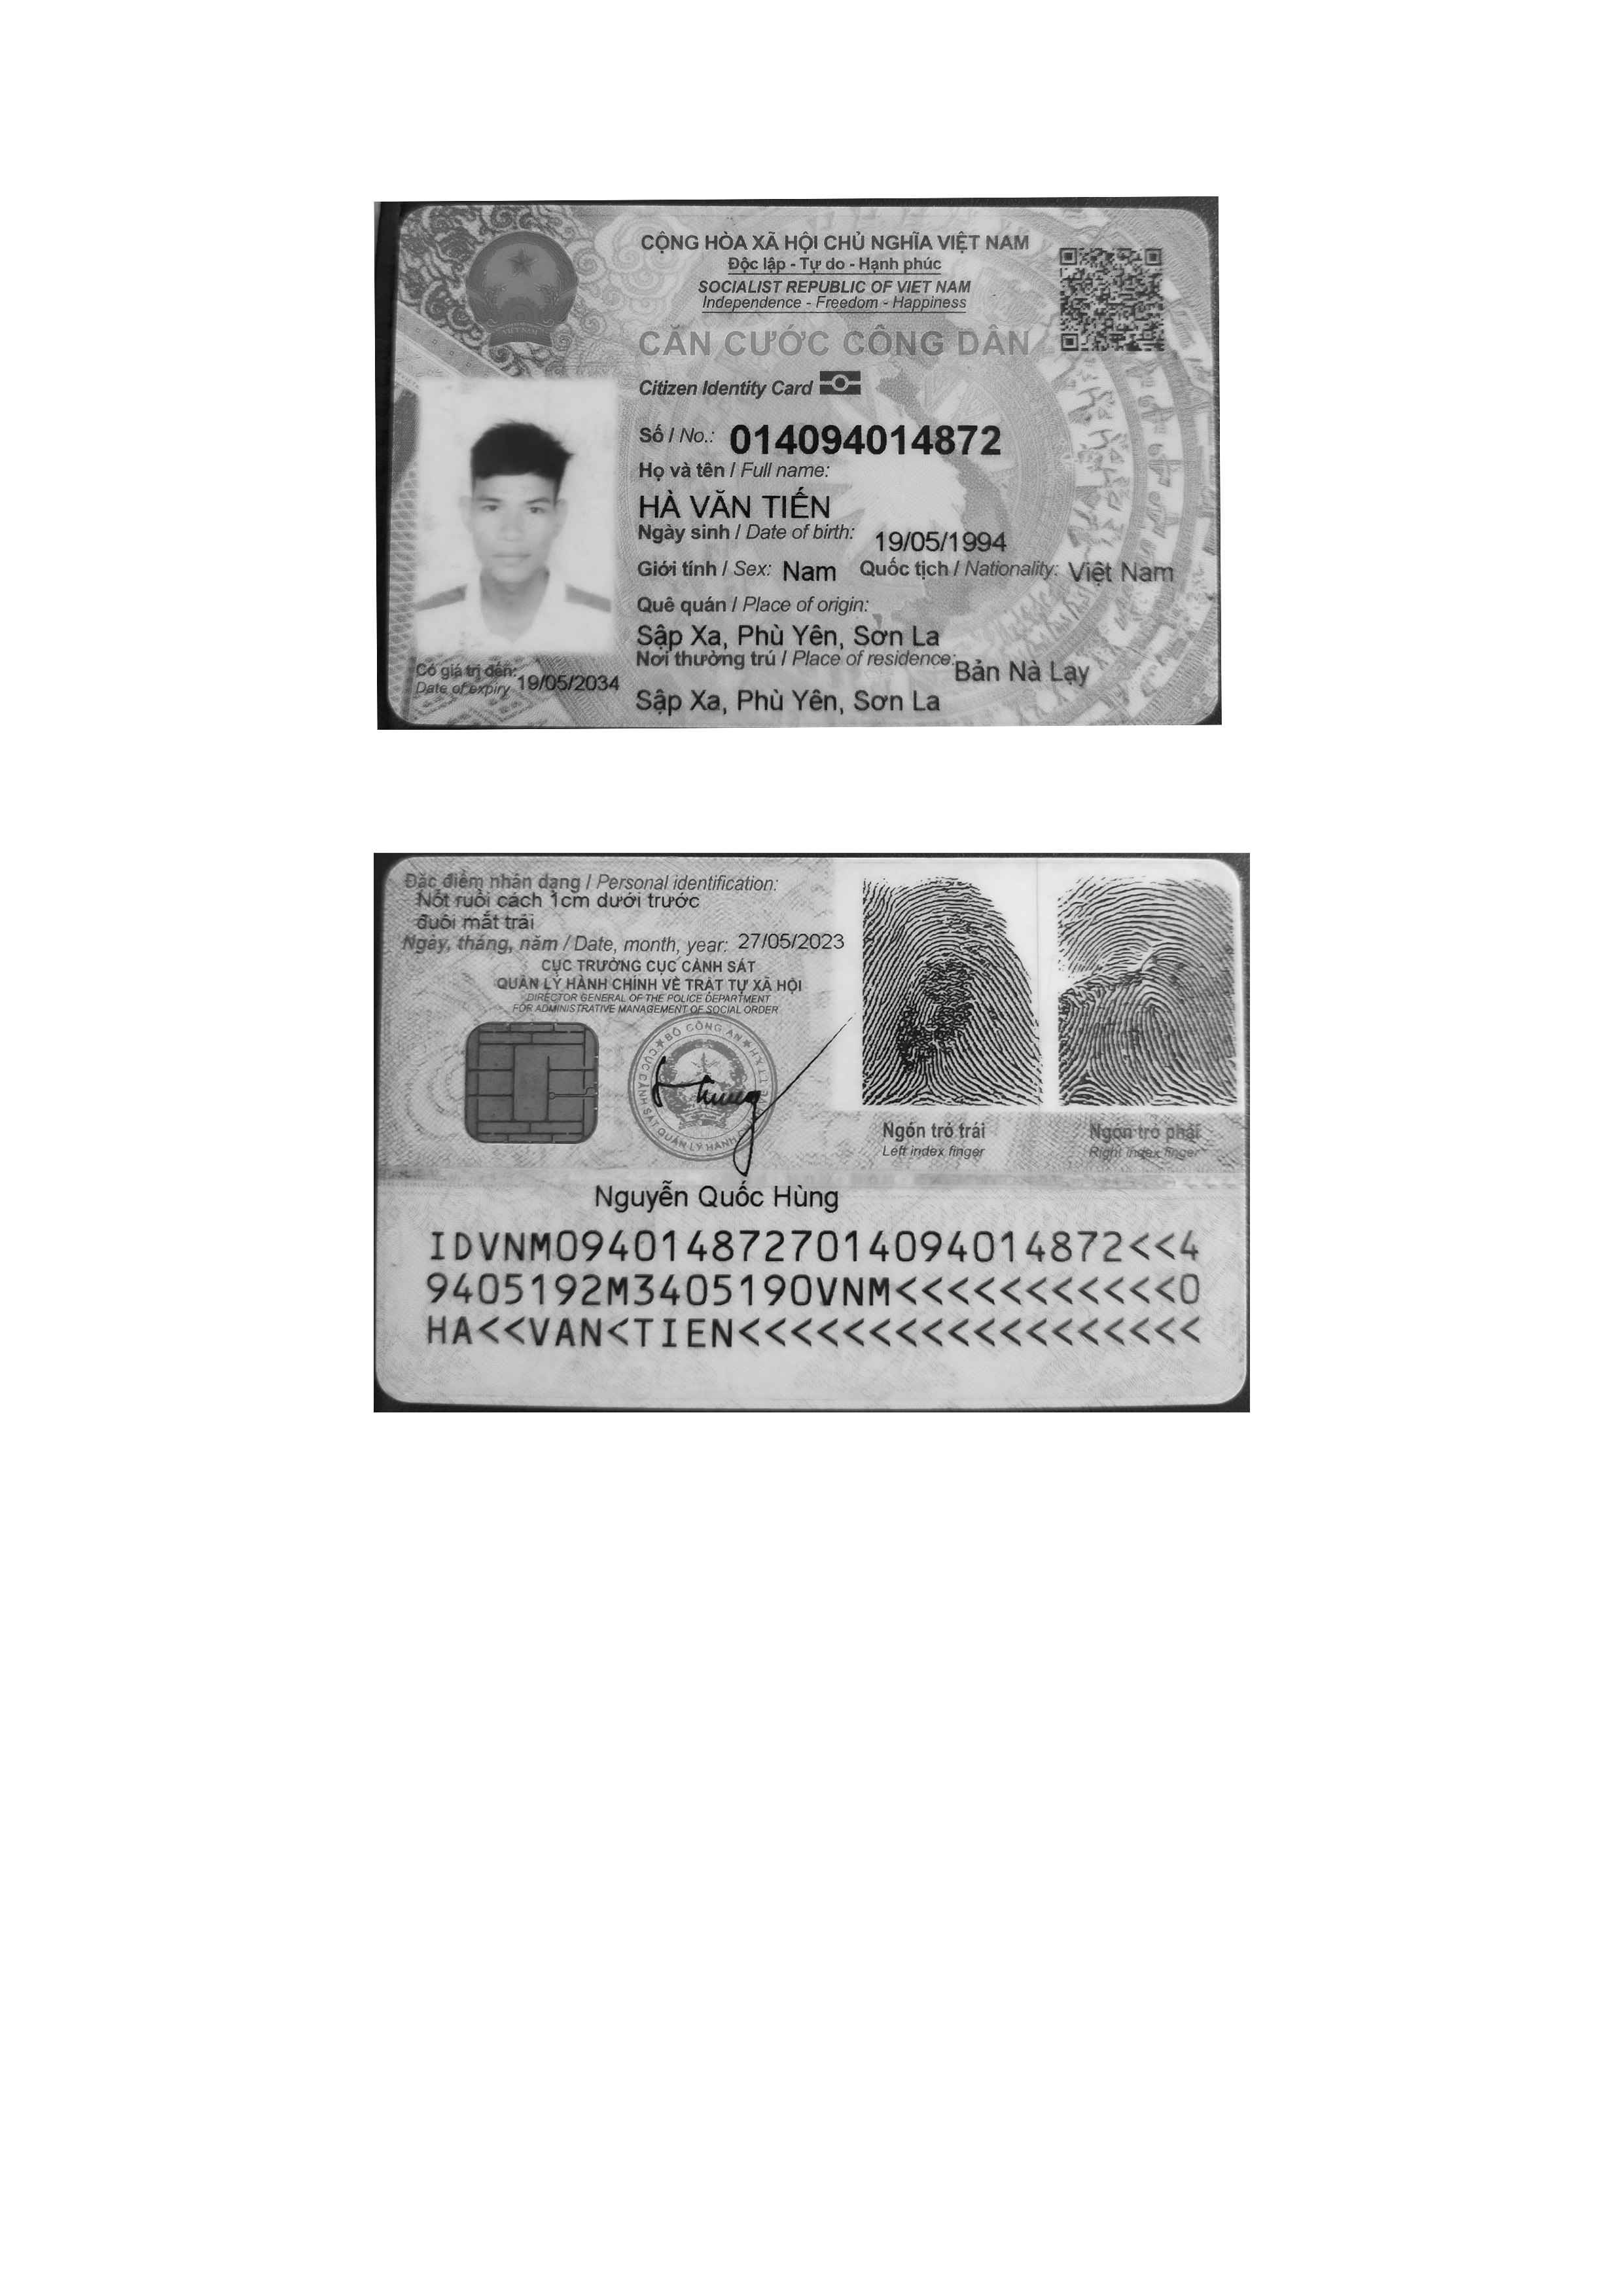 CỘNG HÒA XÃ HỘI CHỦ NGHĨA VIỆT NAM
Độc lập - Tự do - Hạnh phúc
SOCIALIST REPUBLIC OF VIET NAM
Independence - Freedom - Happiness
CĂN CƯỚC CÔNG DÂN
Citizen Identity Card
Số / No.: 014094014872
Họ và tên / Full name:
HÀ VĂN TIẾN
Ngày sinh / Date of birth: 19/05/1994
Giới tính / Sex: Nam Quốc tịch / Nationality: Việt Nam
Quê quán / Place of origin:
Sập Xa, Phù Yên, Sơn La
Nơi thường trú / Place of residence: Bản Nà Lạy
Sập Xa, Phù Yên, Sơn La
Có giá trị đến: 19/05/2034
Date of expiry
VIỆT NAM
Đặc điểm nhân dạng / Personal identification:
Nốt ruồi cách 1cm dưới trước
đuôi mắt trái
Ngày, tháng, năm / Date, month, year: 27/05/2023
CỤC TRƯỞNG CỤC CẢNH SÁT
QUẢN LÝ HÀNH CHÍNH VỀ TRẬT TỰ XÃ HỘI
DIRECTOR GENERAL OF THE POLICE DEPARTMENT
FOR ADMINISTRATIVE MANAGEMENT OF SOCIAL ORDER
BỘ CÔNG AN
CỤC CẢNH SÁT QUẢN LÝ HÀNH
Ngón trỏ trái
Left index finger
Ngón trỏ phải
Right index finger
Nguyễn Quốc Hùng
IDVNM0940148727014094014872<<4
9405192M3405190VNM<<<<<<<<<<<0
HA<<VAN<TIEN<<<<<<<<<<<<<<<<<<